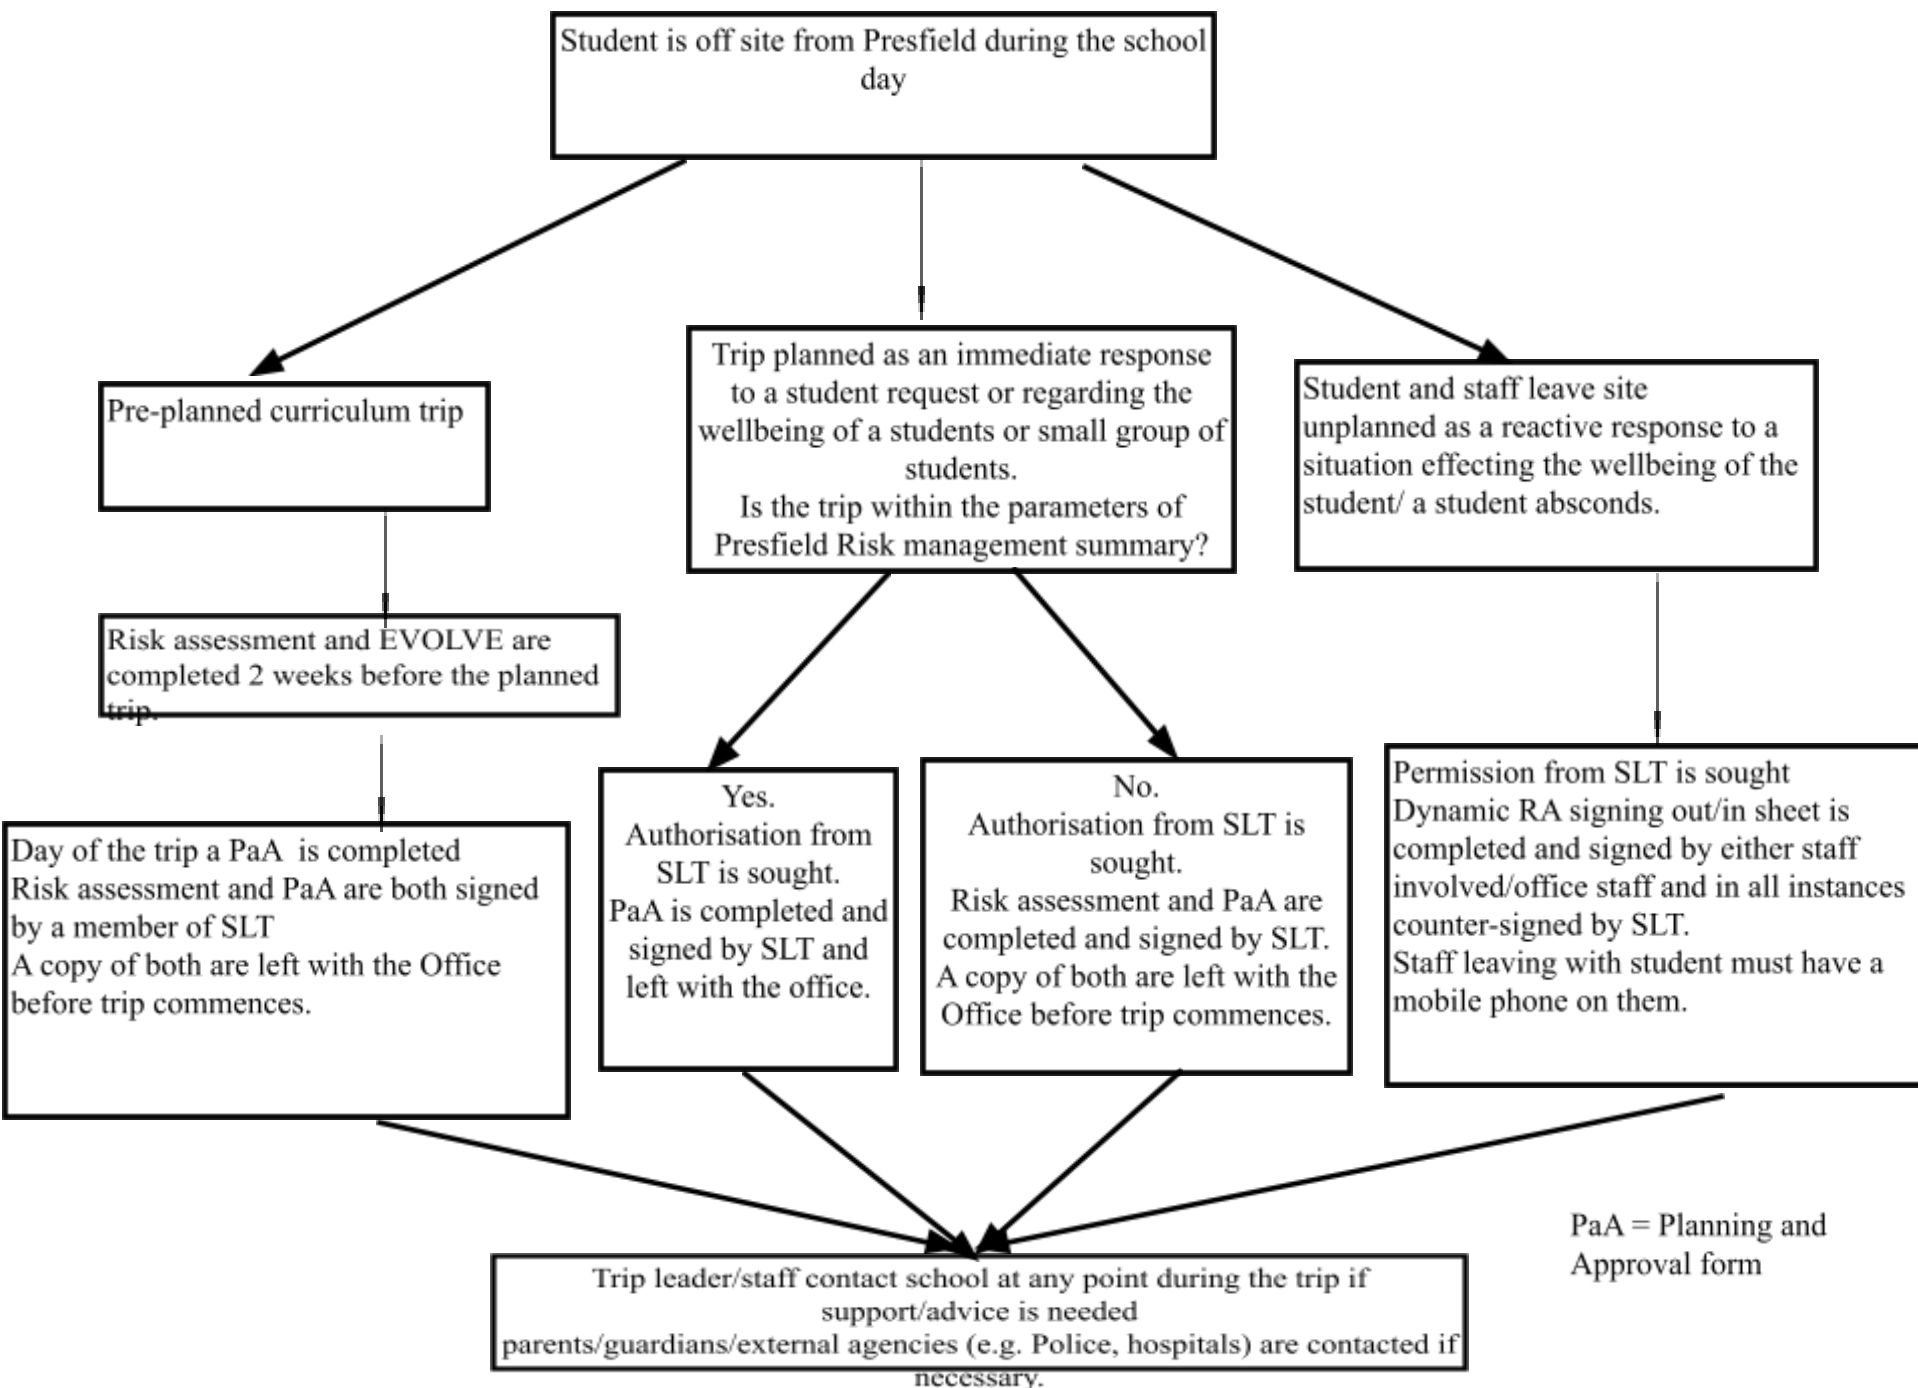 Student is off site from Presfield during the school
day
Pre-planned curriculum trip
Trip planned as an immediate response
to a student request or regarding the
wellbeing of a students or small group of
students.
Is the trip within the parameters of
Presfield Risk management summary?
Student and staff leave site
unplanned as a reactive response to a
situation effecting the wellbeing of the
student/ a student absconds.
Risk assessment and EVOLVE are
completed 2 weeks before the planned
trip.
Day of the trip a PaA is completed
Risk assessment and PaA are both signed
by a member of SLT
A copy of both are left with the Office
before trip commences.
Yes.
Authorisation from
SLT is sought.
PaA is completed and
signed by SLT and
left with the office.
No.
Authorisation from SLT is
sought.
Risk assessment and PaA are
completed and signed by SLT.
A copy of both are left with the
Office before trip commences.
Permission from SLT is sought
Dynamic RA signing out/in sheet is
completed and signed by either staff
involved/office staff and in all instances
counter-signed by SLT.
Staff leaving with student must have a
mobile phone on them.
Trip leader/staff contact school at any point during the trip if
support/advice is needed
parents/guardians/external agencies (e.g. Police, hospitals) are contacted if
necessary.
PaA = Planning and
Approval form